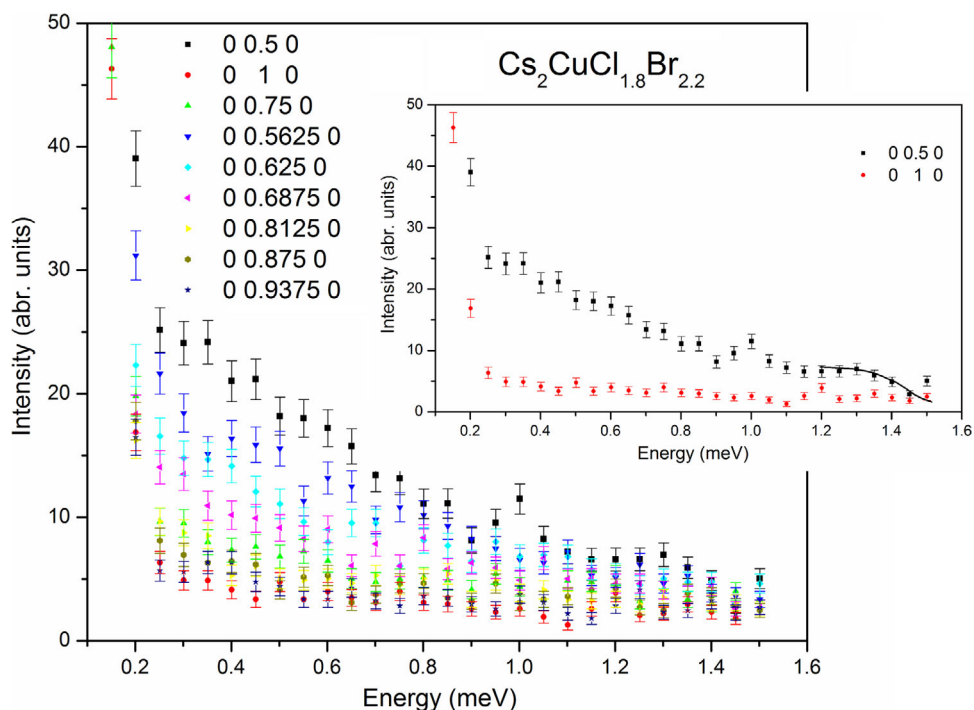 Cs2CuCl1.8Br2.2
50
40
30
20
10
0
Intensity (abr. units)
0 0.5 0
0 1 0
0 0.75 0
0 0.5625 0
0 0.625 0
0 0.6875 0
0 0.8125 0
0 0.875 0
0 0.9375 0
0.2 0.4 0.6 0.8 1.0 1.2 1.4 1.6
Energy (meV)
50
40
30
20
10
0
Intensity (abr. units)
0 0.5 0
0 1 0
0.2 0.4 0.6 0.8 1.0 1.2 1.4 1.6
Energy (meV)